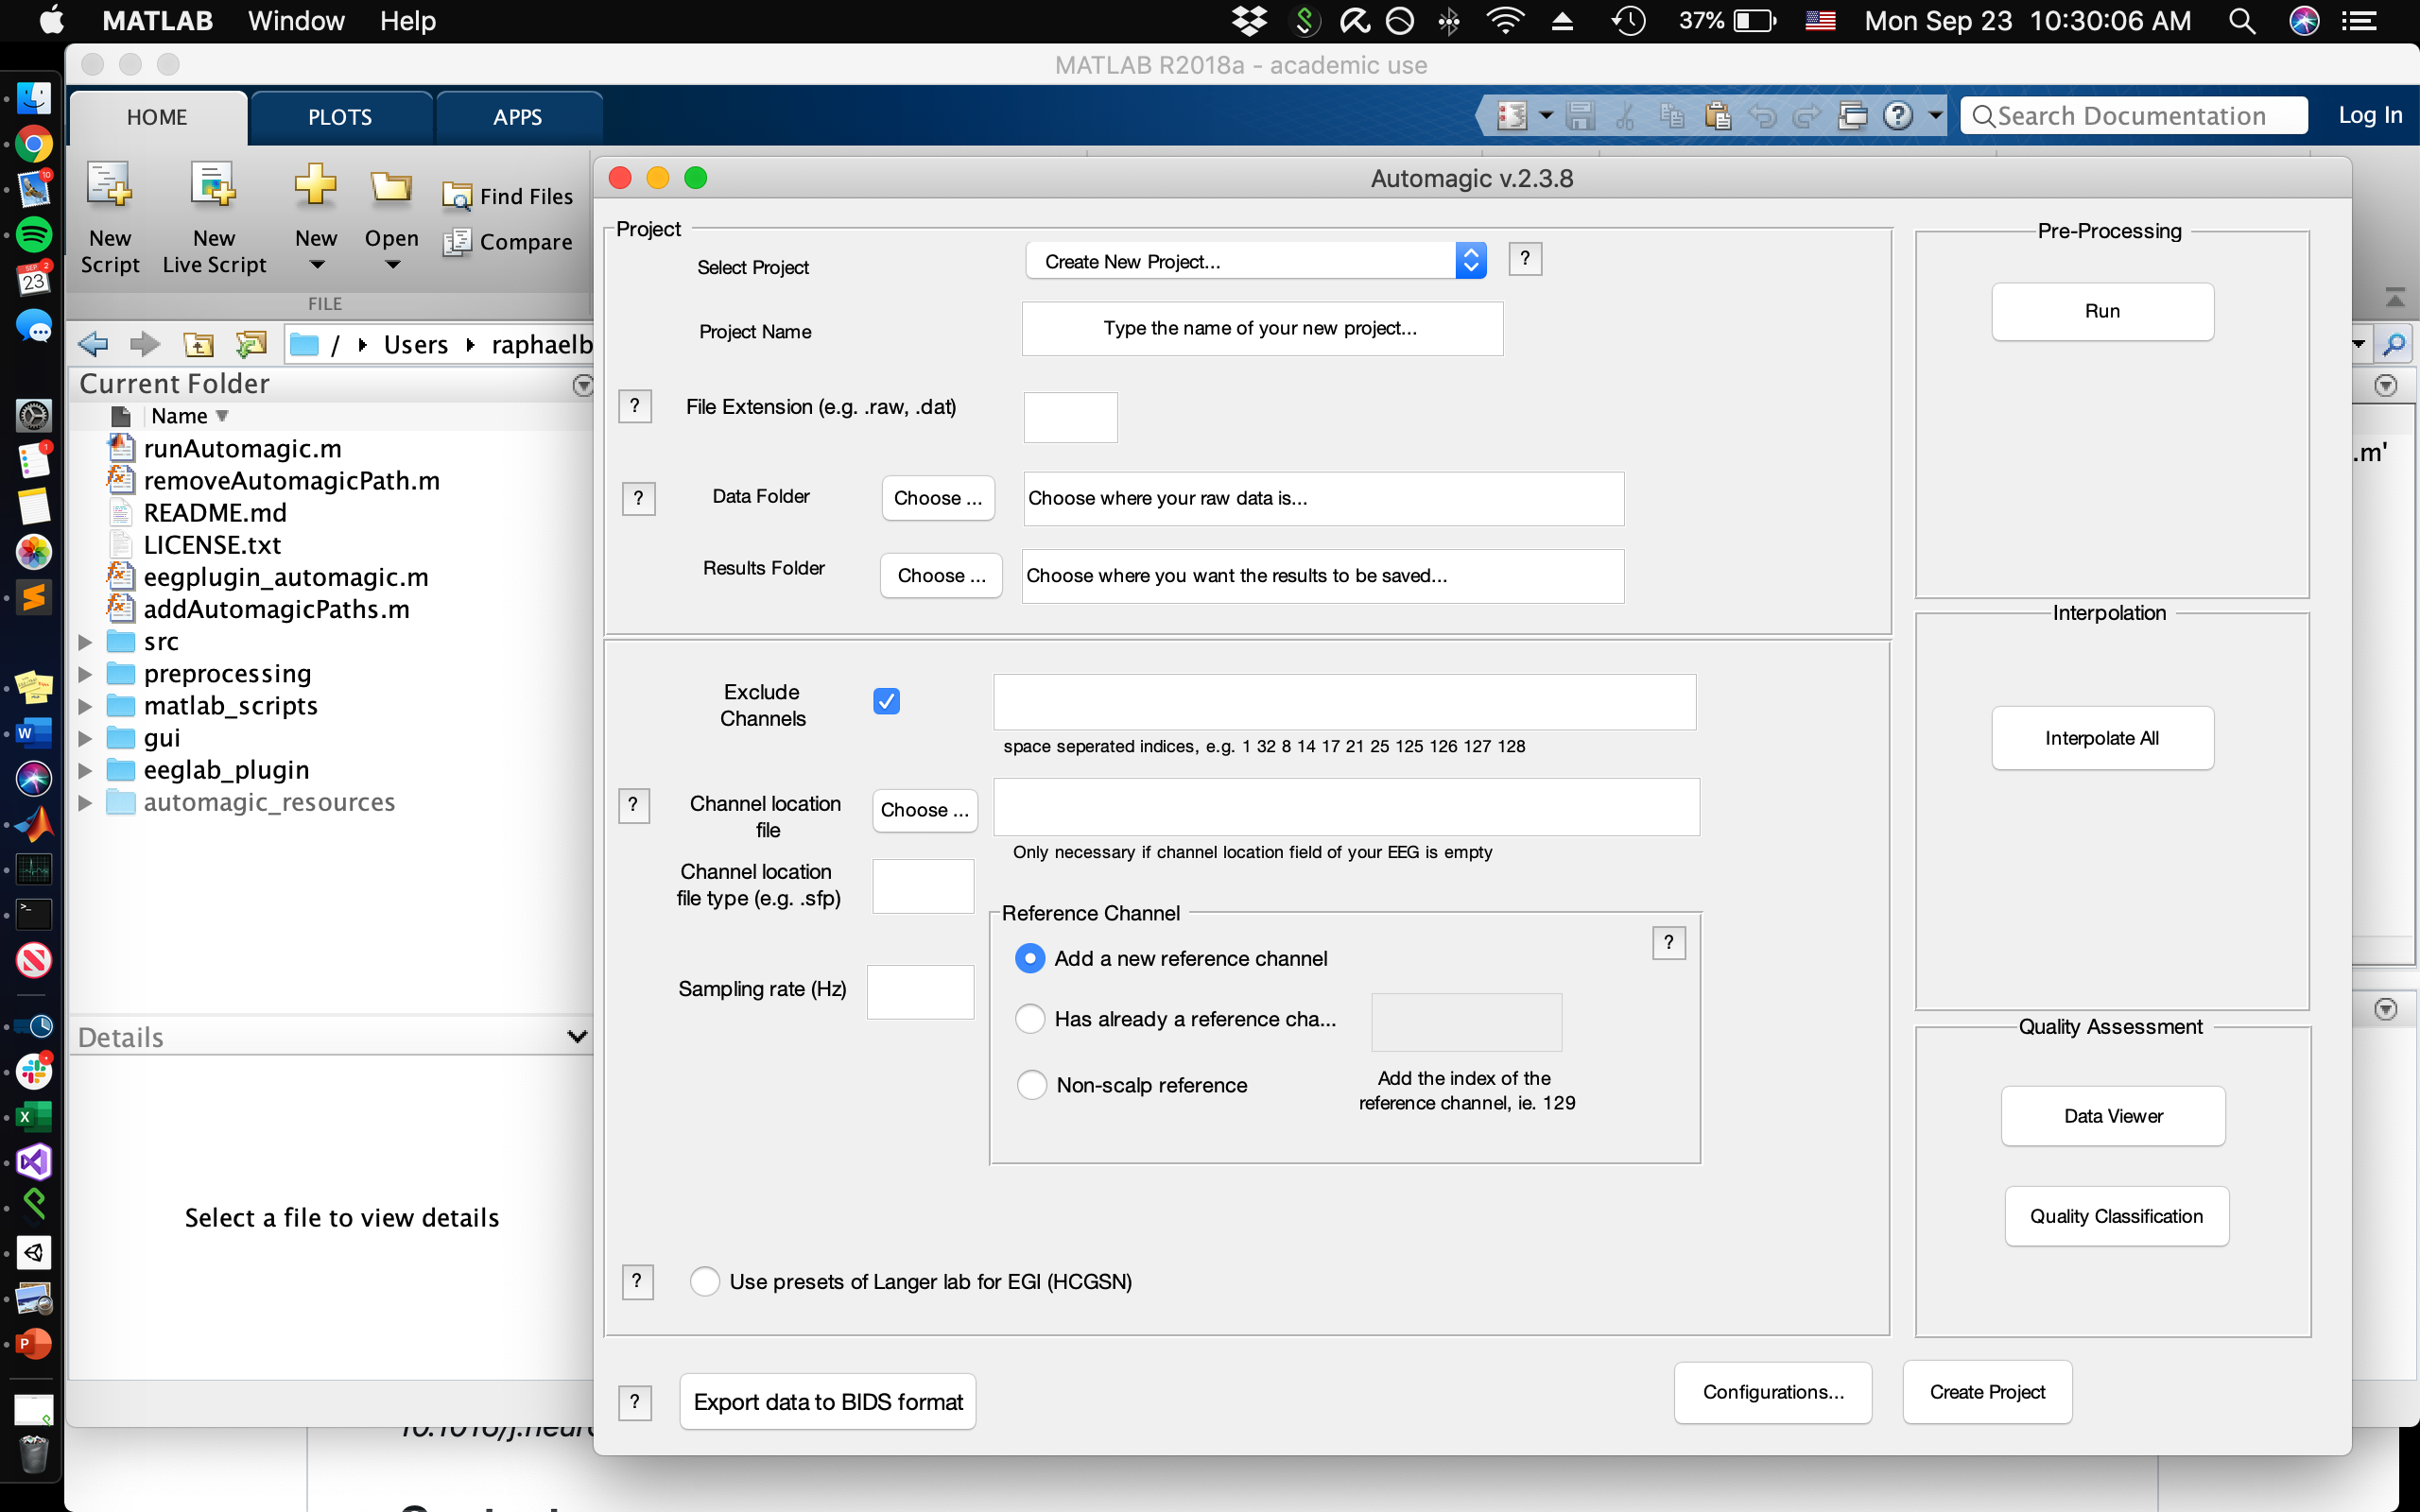 MATLAB Window Help
37% Mon Sep 23 10:30:06 AM
MATLAB R2018a - academic use
HOME PLOTS APPS
Search Documentation Log In
New Script
New Live Script
New
Open
Find Files
Compare
FILE
/ Users raphaelb
Current Folder
Name
runAutomagic.m
removeAutomagicPath.m
README.md
LICENSE.txt
eegplugin_automagic.m
addAutomagicPaths.m
src
preprocessing
matlab_scripts
gui
eeglab_plugin
automagic_resources
Details
Select a file to view details
Automagic v.2.3.8
Project
Select Project Create New Project... ?
Project Name Type the name of your new project...
? File Extension (e.g. .raw, .dat)
? Data Folder Choose ... Choose where your raw data is...
Results Folder Choose ... Choose where you want the results to be saved...
Exclude
Channels
space seperated indices, e.g. 1 32 8 14 17 21 25 125 126 127 128
? Channel location
file
Choose ...
Only necessary if channel location field of your EEG is empty
Channel location
file type (e.g. .sfp)
Sampling rate (Hz)
Reference Channel
?
Add a new reference channel
Has already a reference cha...
Non-scalp reference
Add the index of the
reference channel, ie. 129
? Use presets of Langer lab for EGI (HCGSN)
? Export data to BIDS format
Configurations... Create Project
Pre-Processing
Run
Interpolation
Interpolate All
Quality Assessment
Data Viewer
Quality Classification
.m'